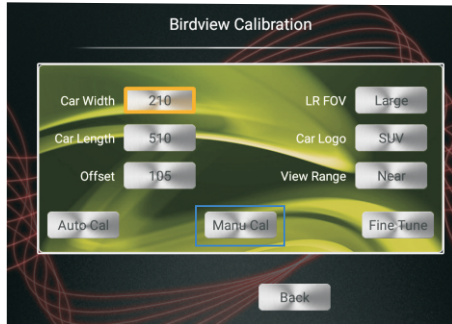 Birdview Calibration
Car Width 210 LR FOV Large
Car Length 510 Car Logo SUV
Offset 105 View Range Near
Auto Cal Manu Cal Fine Tune
Back